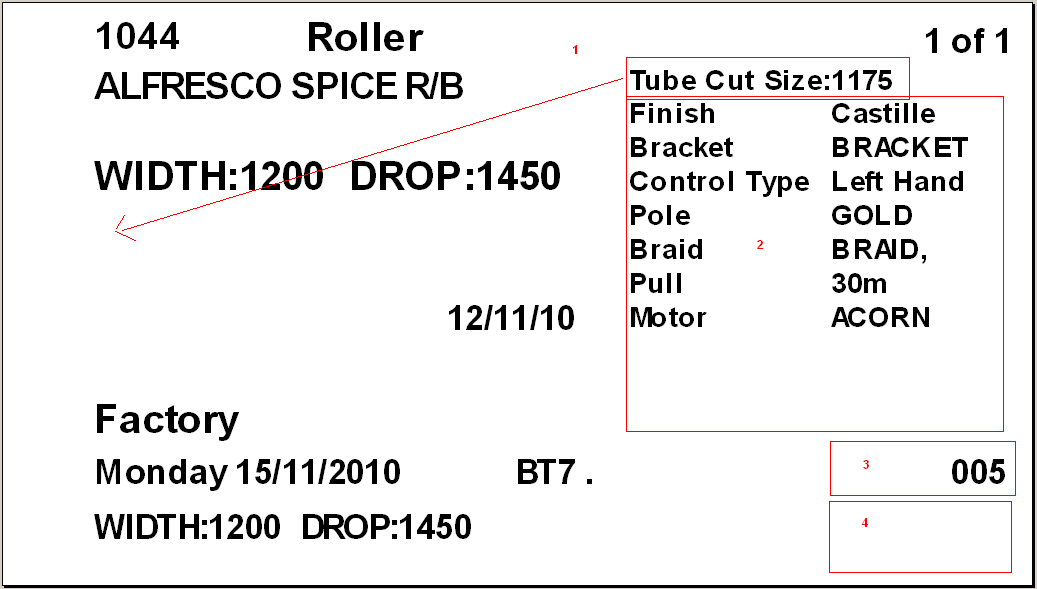 1044 Roller 1 of 1
1
ALFRESCO SPICE R/B
Tube Cut Size:1175
Finish Castille
Bracket BRACKET
WIDTH:1200 DROP:1450
Control Type Left Hand
Pole GOLD
Braid 2 BRAID,
Pull 30m
12/11/10
Motor ACORN
Factory
Monday 15/11/2010 BT7 . 3 005
WIDTH:1200 DROP:1450 4